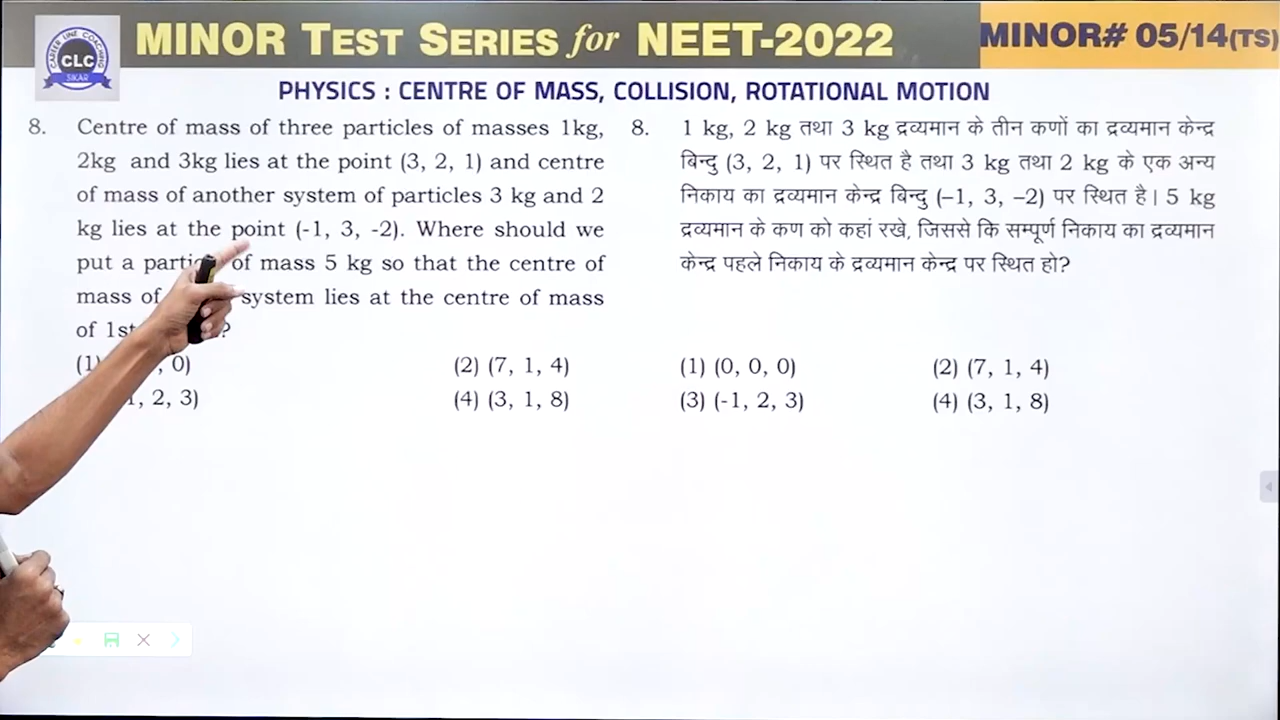 CAREER LINE COACHING
CLC
SIKAR
MINOR TEST SERIES for NEET-2022
MINOR# 05/14(TS)
PHYSICS : CENTRE OF MASS, COLLISION, ROTATIONAL MOTION
8. Centre of mass of three particles of masses 1kg,
2kg and 3kg lies at the point (3, 2, 1) and centre
of mass of another system of particles 3 kg and 2
kg lies at the point (-1, 3, -2). Where should we
put a of mass 5 kg so that the centre of
mass of system lies at the centre of mass
of 1st ?
(1) , 0)
(2) (7, 1, 4)
, 2, 3)
(4) (3, 1, 8)
8. 1 kg, 2 kg तथा 3 kg द्रव्यमान के तीन कणों का द्रव्यमान केन्द्र
बिन्दु (3, 2, 1) पर स्थित है तथा 3 kg तथा 2 kg के एक अन्य
निकाय का द्रव्यमान केन्द्र बिन्दु (–1, 3, –2) पर स्थित है। 5 kg
द्रव्यमान के कण को कहां रखे, जिससे कि सम्पूर्ण निकाय का द्रव्यमान
केन्द्र पहले निकाय के द्रव्यमान केन्द्र पर स्थित हो?
(1) (0, 0, 0)
(2) (7, 1, 4)
(3) (-1, 2, 3)
(4) (3, 1, 8)